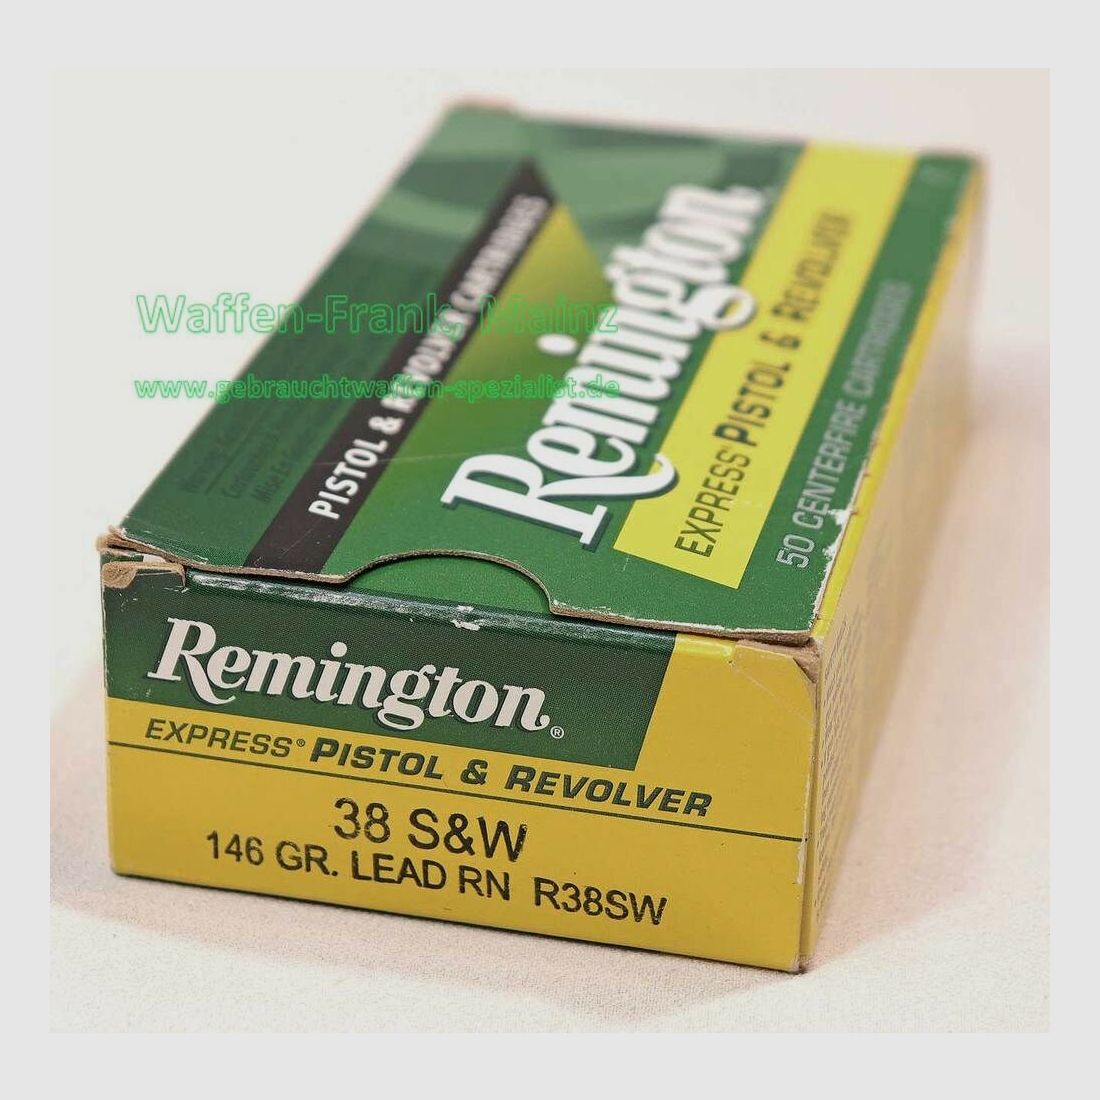 Waffen-Frank, Mainz
www.gebrauchtwaffen-spezialist.de
PISTOL & REVOLVER CARTRIDGES
Remington
EXPRESS PISTOL & REVOLVER
50 CENTERFIRE CARTRIDGES
Remington®
EXPRESS® PISTOL & REVOLVER
38 S&W
146 GR. LEAD RN R38SW